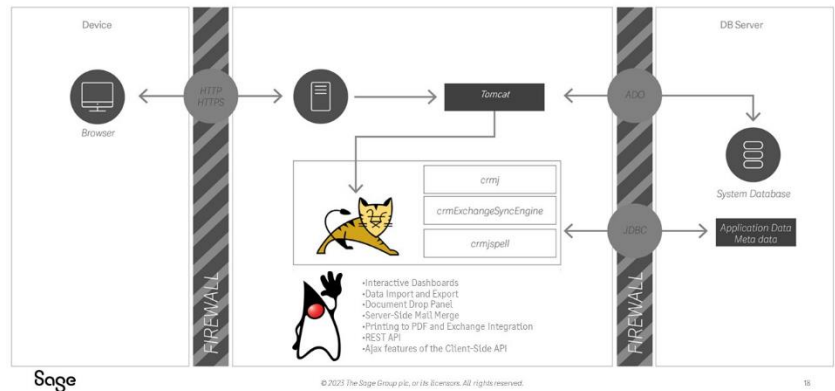 Device
DB Server
HTTP
HTTPS
Tomcat
ADO
Browser
System Database
crmj
crmExchangeSyncEngine
crmjspell
JDBC
Application Data
Meta data
FIREWALL
FIREWALL
•Interactive Dashboards
•Data Import and Export
•Document Drop Panel
•Server-Side Mail Merge
•Printing to PDF and Exchange Integration
•REST API
•Ajax features of the Client-Side API
Sage
© 2023 The Sage Group plc, or its licensors. All rights reserved.
18